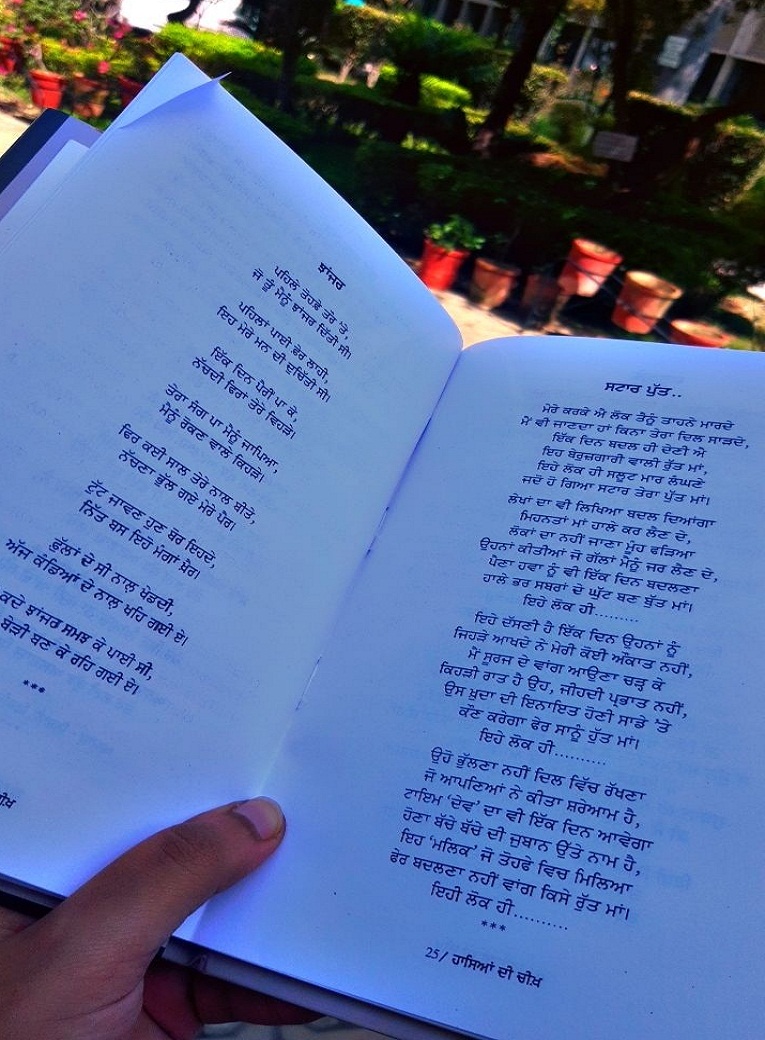 ਝਾਂਜਰ
ਪਹਿਲੇ ਤੋਹਫੇ ਤੌਰ 'ਤੇ,
ਜੋ ਤੂੰ ਮੈਨੂੰ ਝਾਂਜਰ ਦਿੱਤੀ ਸੀ।
ਪਹਿਲਾਂ ਪਾਈ ਫੇਰ ਲਾਹੀ,
ਇਹ ਮੇਰੇ ਮਨ ਦੀ ਦੁਚਿੱਤੀ ਸੀ।
ਇੱਕ ਦਿਨ ਪੈਰੀ ਪਾ ਕੇ,
ਨੱਚਦੀ ਫਿਰਾਂ ਤੇਰੇ ਵਿਹੜੇ।
ਤੇਰਾ ਸੰਗ ਪਾ ਮੈਨੂੰ ਜਾਪਿਆ,
ਮੈਨੂੰ ਰੋਕਣ ਵਾਲੇ ਕਿਹੜੇ।
ਫਿਰ ਕਈ ਸਾਲ ਤੇਰੇ ਨਾਲ ਬੀਤੇ,
ਨੱਚਣਾ ਭੁੱਲ ਗਏ ਮੇਰੇ ਪੈਰ।
ਟੁੱਟ ਜਾਵਣ ਹੁਣ ਬੋਰ ਇਹਦੇ,
ਨਿੱਤ ਬਸ ਇਹੋ ਮੰਗਾਂ ਖ਼ੈਰ।
ਫੁੱਲਾਂ ਦੇ ਸੀ ਨਾਲ ਖੇਡਦੀ,
ਅੱਜ ਕੰਡਿਆਂ ਦੇ ਨਾਲ਼ ਖਹਿ ਗਈ ਏ।
ਕਦੇ ਝਾਂਜਰ ਸਮਝ ਕੇ ਪਾਈ ਸੀ,
ਬੇੜੀ ਬਣ ਕੇ ਰਹਿ ਗਈ ਏ।
***
ਸਟਾਰ ਪੁੱਤ..
ਮੇਰੇ ਕਰਕੇ ਐ ਲੋਕ ਤੈਨੂੰ ਤਾਹਨੇ ਮਾਰਦੇ
ਮੈਂ ਵੀ ਜਾਣਦਾ ਹਾਂ ਕਿਨਾ ਤੇਰਾ ਦਿਲ ਸਾੜਦੇ,
ਇੱਕ ਦਿਨ ਬਦਲ ਹੀ ਦੇਣੀ ਐ
ਇਹ ਬੇਰੁਜ਼ਗਾਰੀ ਵਾਲੀ ਰੁੱਤ ਮਾਂ,
ਇਹੋ ਲੋਕ ਹੀ ਸਲੂਟ ਮਾਰ ਲੰਘਣੇ
ਜਦੋਂ ਹੋ ਗਿਆ ਸਟਾਰ ਤੇਰਾ ਪੁੱਤ ਮਾਂ।
ਲੇਖਾਂ ਦਾ ਵੀ ਲਿਖਿਆ ਬਦਲ ਦਿਆਂਗਾ
ਮਿਹਨਤਾਂ ਮਾਂ ਹਾਲੇ ਕਰ ਲੈਣ ਦੇ,
ਲੋਕਾਂ ਦਾ ਨਹੀਂ ਜਾਣਾ ਮੂੰਹ ਫੜਿਆ
ਉਹਨਾਂ ਕੀਤੀਆਂ ਜੋ ਗੱਲਾਂ ਮੈਨੂੰ ਜਰ ਲੈਣ ਦੇ,
ਪੈਣਾ ਹਵਾ ਨੂੰ ਵੀ ਇੱਕ ਦਿਨ ਬਦਲਣਾ
ਹਾਲੇ ਭਰ ਸਬਰਾਂ ਦੇ ਘੁੱਟ ਬਣ ਬੁੱਤ ਮਾਂ।
ਇਹੋ ਲੋਕ ਹੀ.........
ਇਹੇ ਦੱਸਣੀ ਹੈ ਇੱਕ ਦਿਨ ਉਹਨਾਂ ਨੂੰ
ਜਿਹੜੇ ਆਖਦੇ ਨੇ ਮੇਰੀ ਕੋਈ ਔਕਾਤ ਨਹੀਂ,
ਮੈਂ ਸੂਰਜ ਦੇ ਵਾਂਗ ਆਉਣਾ ਚੜ੍ਹ ਕੇ
ਕਿਹੜੀ ਰਾਤ ਹੈ ਉਹ, ਜੀਹਦੀ ਪ੍ਰਭਾਤ ਨਹੀਂ,
ਉਸ ਖ਼ੁਦਾ ਦੀ ਇਨਾਇਤ ਹੋਣੀ ਸਾਡੇ 'ਤੇ
ਕੌਣ ਕਰੇਗਾ ਫੇਰ ਸਾਨੂੰ ਹੁੱਤ ਮਾਂ।
ਇਹੇ ਲੋਕ ਹੀ..........
ਉਹੋ ਭੁੱਲਣਾ ਨਹੀਂ ਦਿਲ ਵਿੱਚ ਰੱਖਣਾ
ਜੋ ਆਪਣਿਆਂ ਨੇ ਕੀਤਾ ਸ਼ਰੇਆਮ ਹੈ,
ਟਾਇਮ 'ਦੇਵ' ਦਾ ਵੀ ਇੱਕ ਦਿਨ ਆਵੇਗਾ
ਹੋਣਾ ਬੱਚੇ ਬੱਚੇ ਦੀ ਜ਼ੁਬਾਨ ਉੱਤੇ ਨਾਮ ਹੈ,
ਇਹ 'ਮਲਿਕ' ਜੋ ਤੋਹਫੇ ਵਿਚ ਮਿਲਿਆ
ਫੇਰ ਬਦਲਣਾ ਨਹੀਂ ਵਾਂਗ ਕਿਸੇ ਰੁੱਤ ਮਾਂ।
ਇਹੀ ਲੋਕ ਹੀ..........
***
25/ ਹਾਸਿਆਂ ਦੀ ਚੀਖ਼